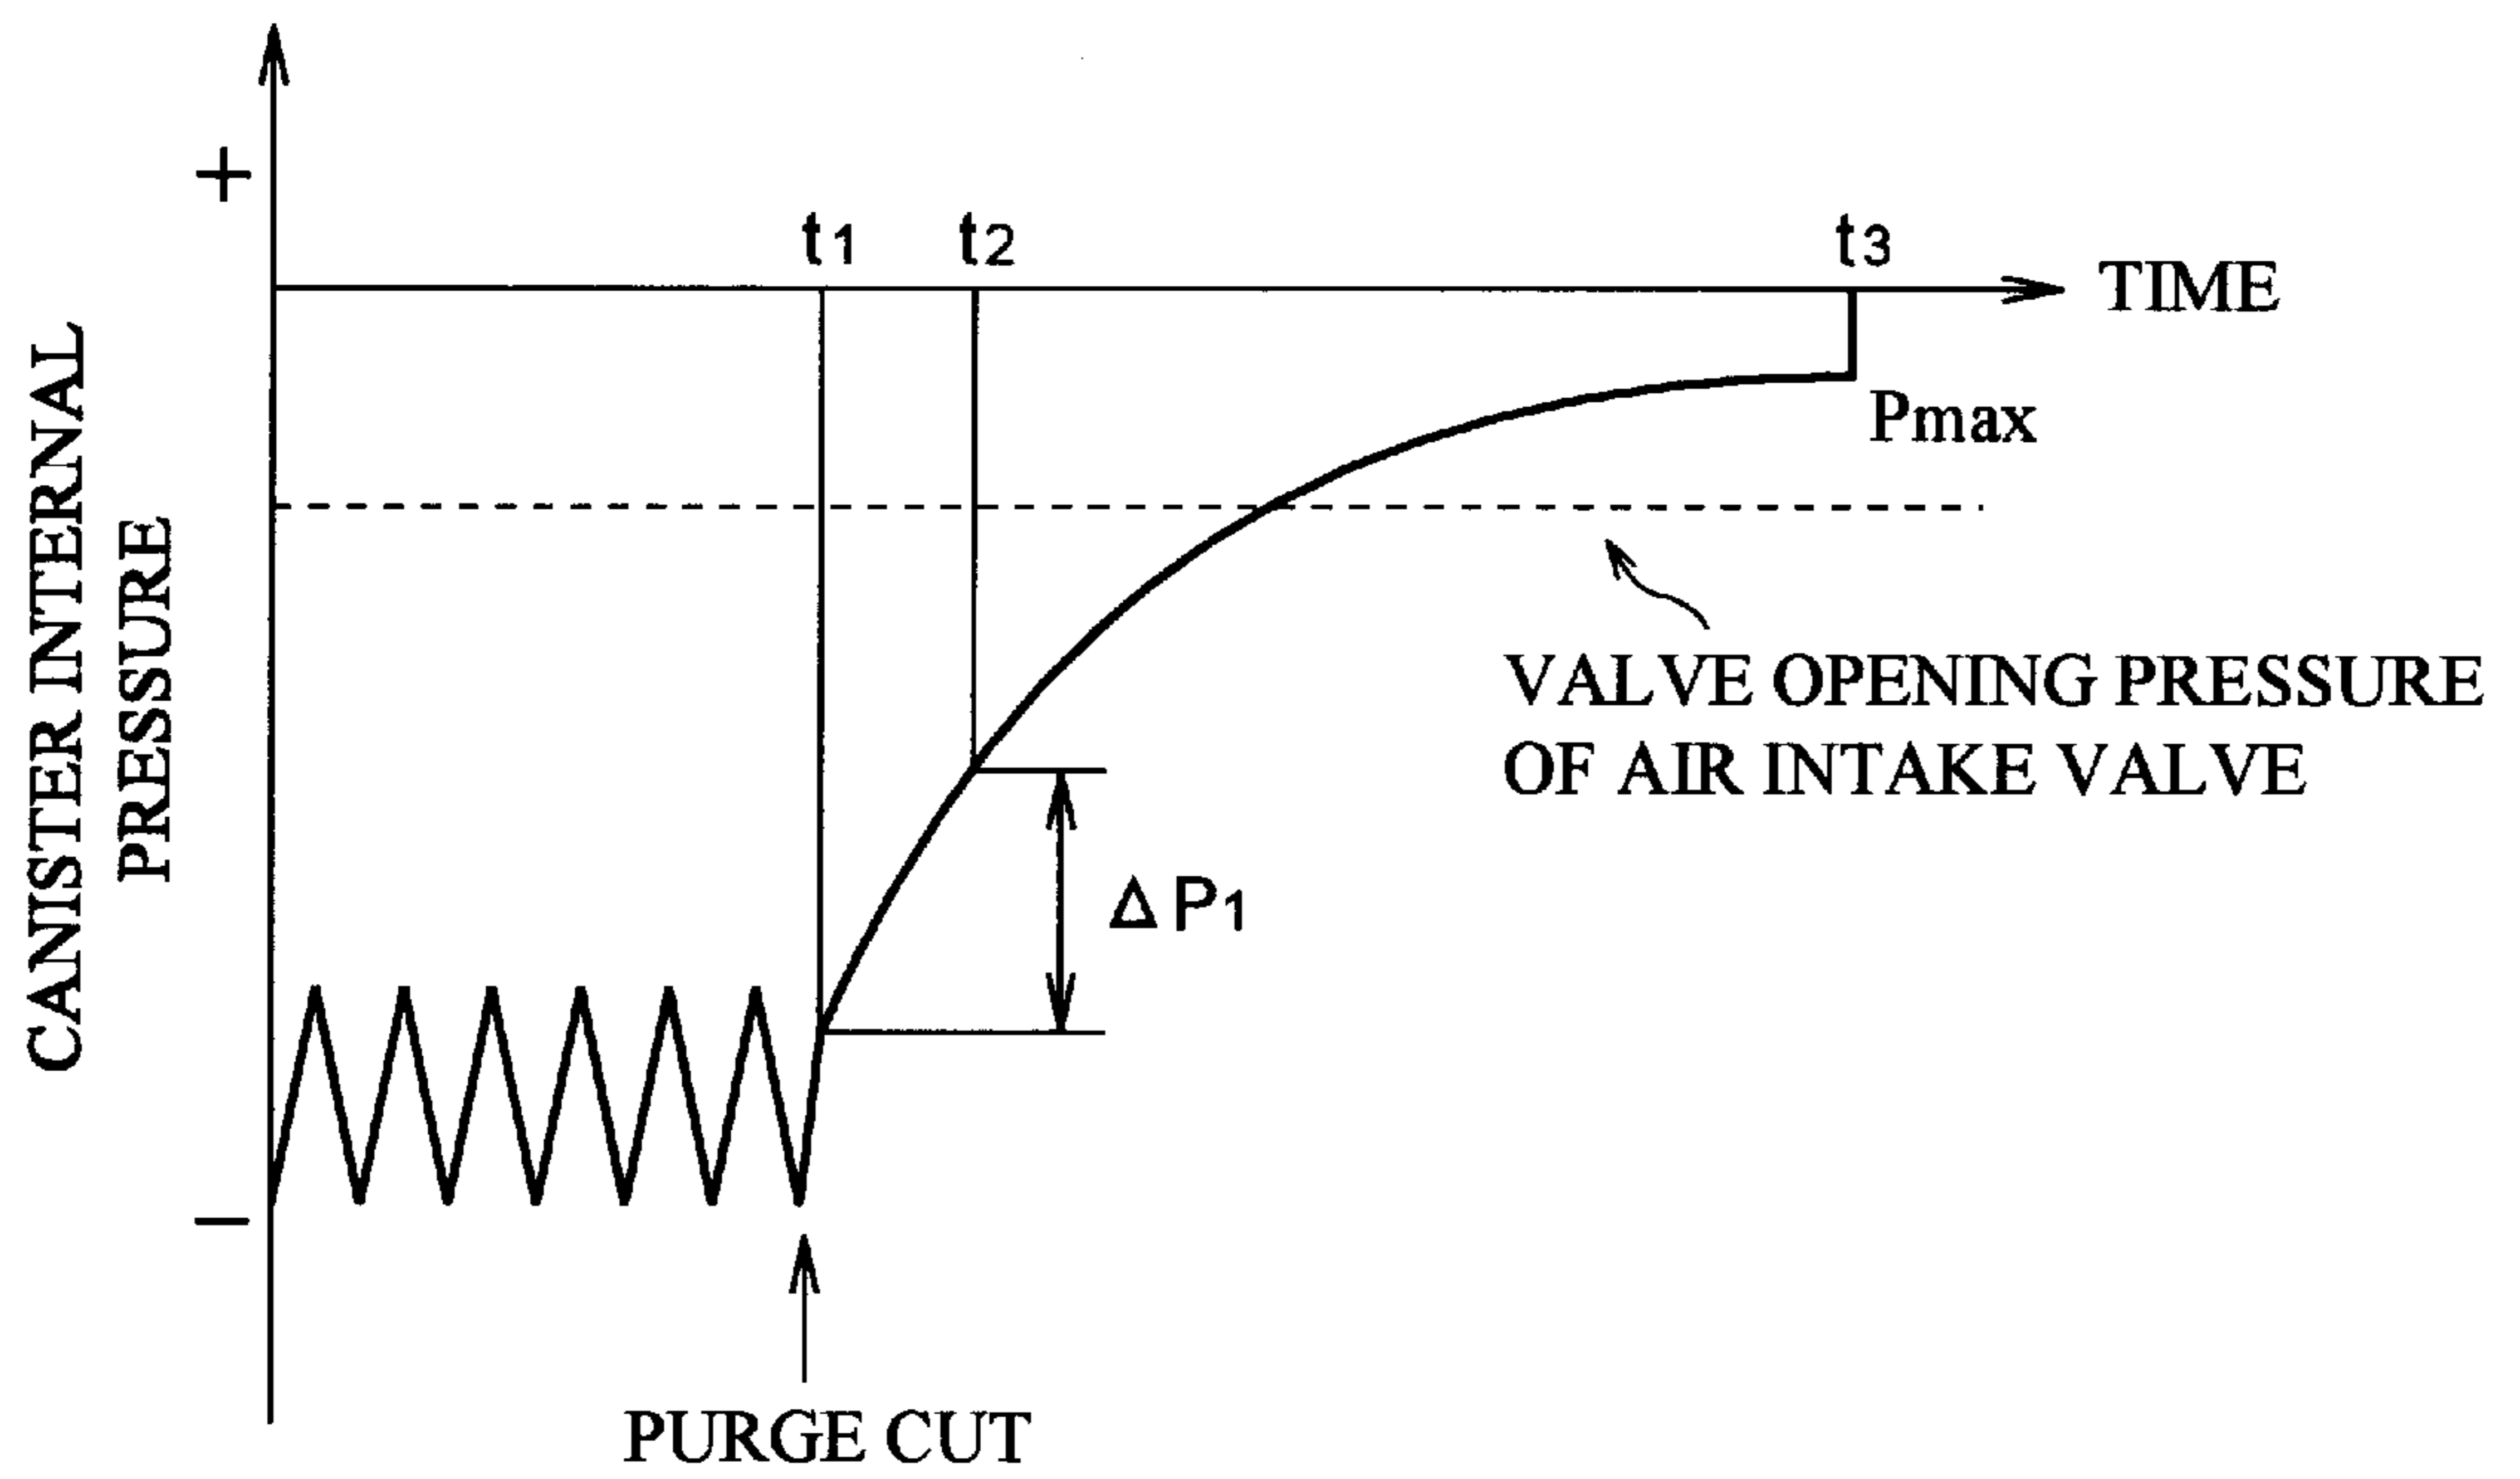 +
t1
t2
t3
TIME
CANISTER INTERNAL
PRESSURE
Pmax
VALVE OPENING PRESSURE
OF AIR INTAKE VALVE
ΔP1
−
PURGE CUT